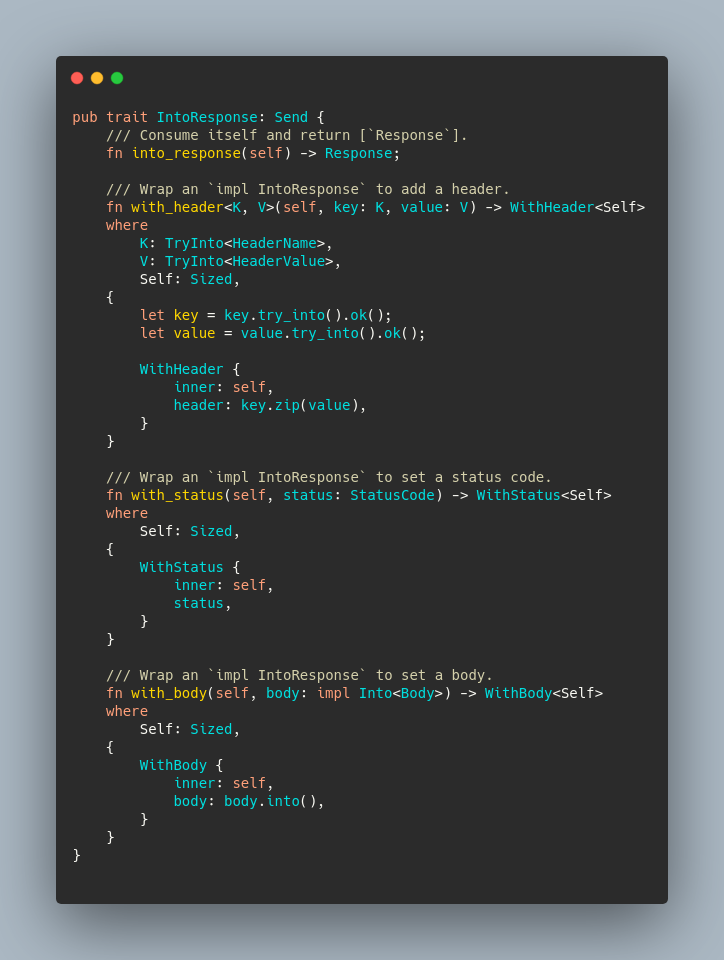 pub trait IntoResponse: Send {
    /// Consume itself and return [`Response`].
    fn into_response(self) -> Response;

    /// Wrap an `impl IntoResponse` to add a header.
    fn with_header<K, V>(self, key: K, value: V) -> WithHeader<Self>
    where
        K: TryInto<HeaderName>,
        V: TryInto<HeaderValue>,
        Self: Sized,
    {
        let key = key.try_into().ok();
        let value = value.try_into().ok();

        WithHeader {
            inner: self,
            header: key.zip(value),
        }
    }

    /// Wrap an `impl IntoResponse` to set a status code.
    fn with_status(self, status: StatusCode) -> WithStatus<Self>
    where
        Self: Sized,
    {
        WithStatus {
            inner: self,
            status,
        }
    }

    /// Wrap an `impl IntoResponse` to set a body.
    fn with_body(self, body: impl Into<Body>) -> WithBody<Self>
    where
        Self: Sized,
    {
        WithBody {
            inner: self,
            body: body.into(),
        }
    }
}